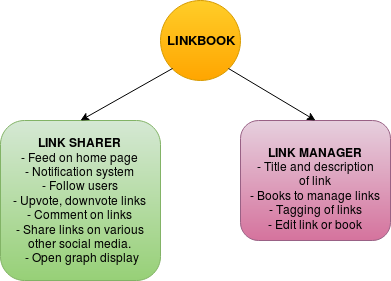 LINKBOOK
LINK SHARER
- Feed on home page
- Notification system
- Follow users
- Upvote, downvote links
- Comment on links
- Share links on various
other social media.
- Open graph display
LINK MANAGER
- Title and description
of link
- Books to manage links
- Tagging of links
- Edit link or book